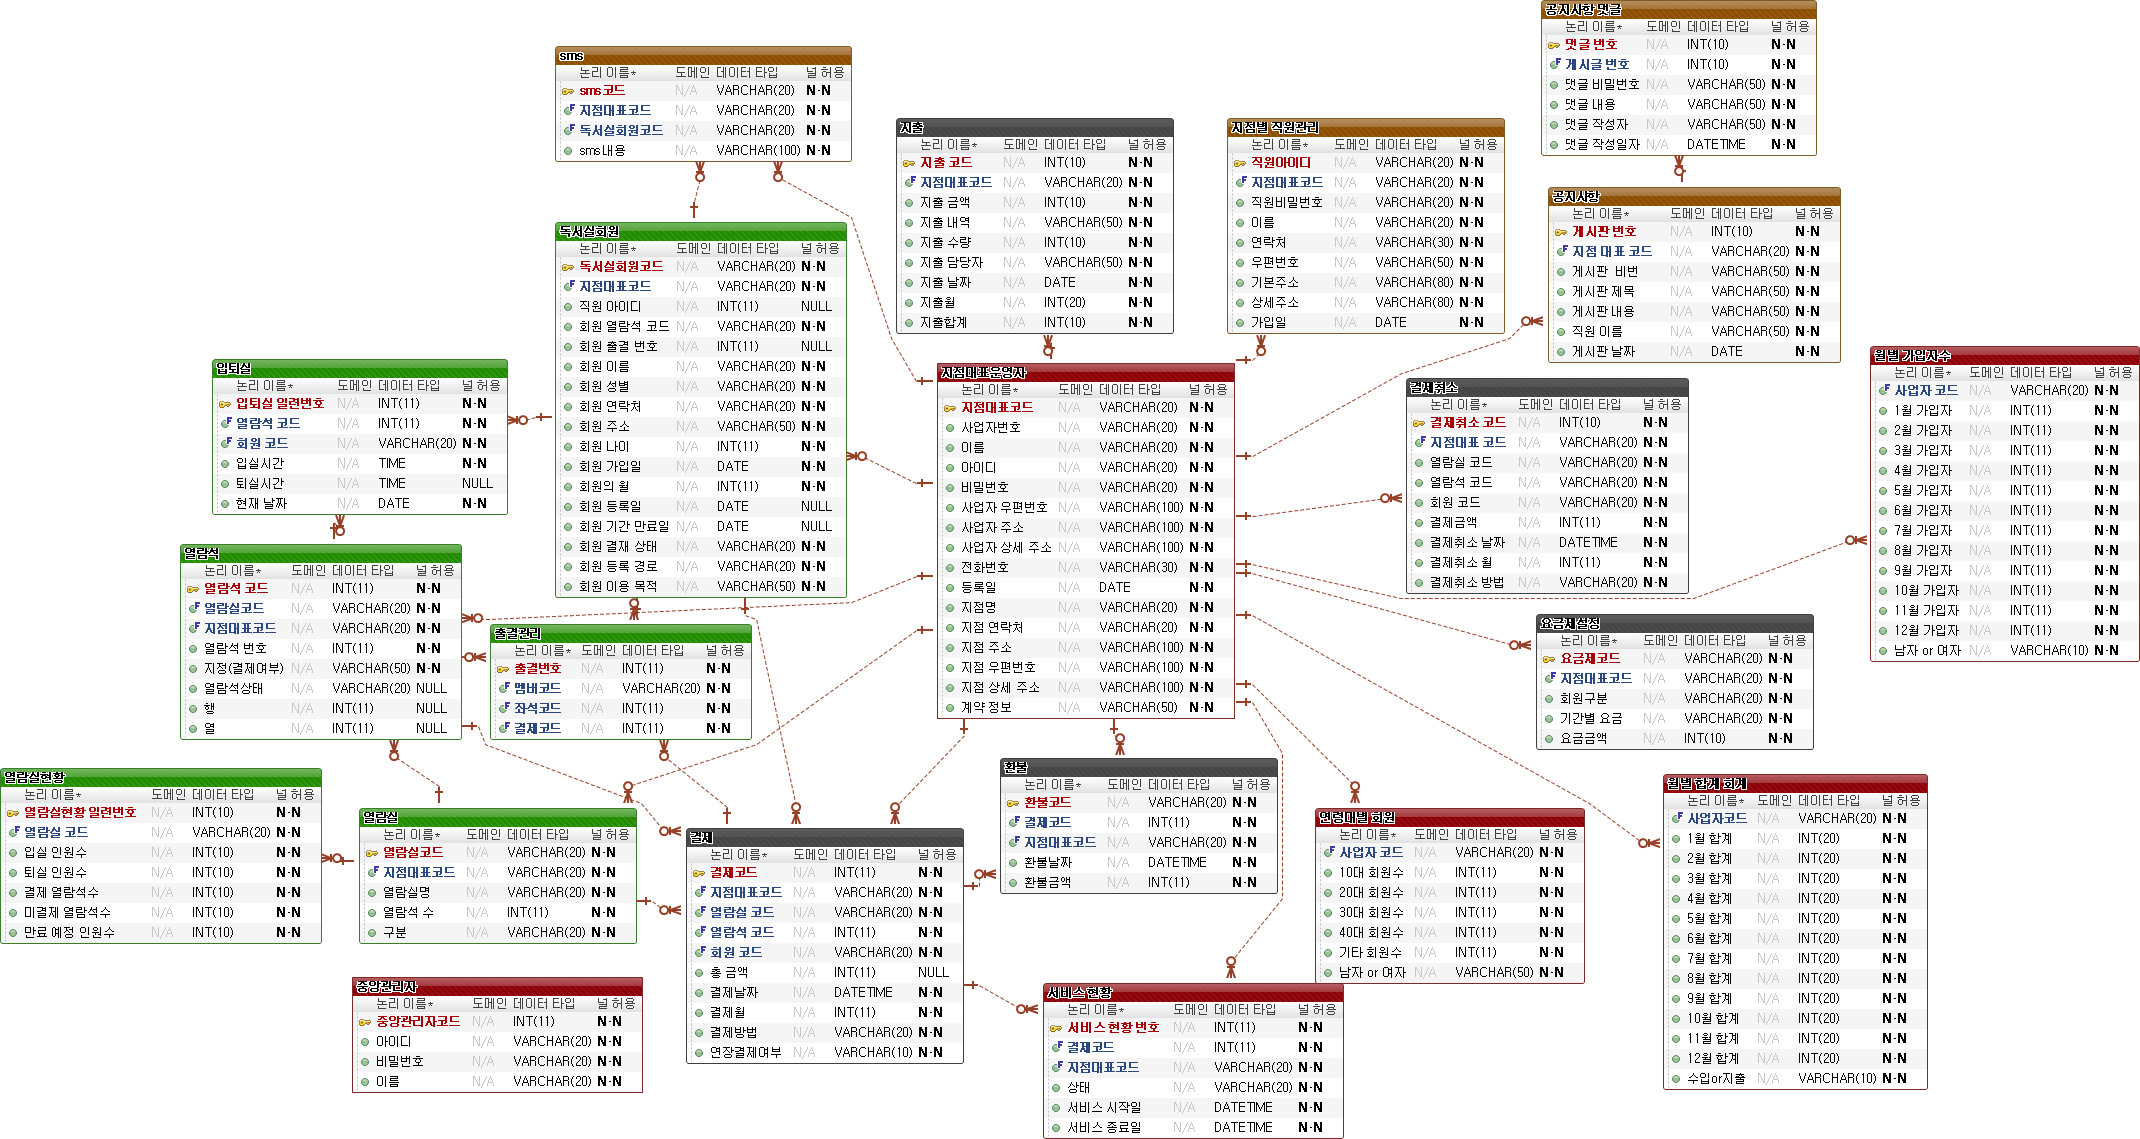 공지사항 댓글
논리 이름* 도메인 데이터 타입 널 허용
댓글 번호 N/A INT(10) N-N
게시글 번호 N/A INT(10) N-N
댓글 비밀번호 N/A VARCHAR(50) N-N
댓글 내용 N/A VARCHAR(50) N-N
댓글 작성자 N/A VARCHAR(50) N-N
댓글 작성일자 N/A DATETIME N-N
sms
논리 이름* 도메인 데이터 타입 널 허용
sms코드 N/A VARCHAR(20) N-N
지점대표코드 N/A VARCHAR(20) N-N
독서실회원코드 N/A VARCHAR(20) N-N
sms내용 N/A VARCHAR(100) N-N
지출
논리 이름* 도메인 데이터 타입 널 허용
지출 코드 N/A INT(10) N-N
지점대표코드 N/A VARCHAR(20) N-N
지출 금액 N/A INT(10) N-N
지출 내역 N/A VARCHAR(50) N-N
지출 수량 N/A INT(10) N-N
지출 담당자 N/A VARCHAR(50) N-N
지출 날짜 N/A DATE N-N
지출월 N/A INT(20) N-N
지출합계 N/A INT(10) N-N
지점별 직원관리
논리 이름* 도메인 데이터 타입 널 허용
직원아이디 N/A VARCHAR(20) N-N
지점대표코드 N/A VARCHAR(20) N-N
직원비밀번호 N/A VARCHAR(20) N-N
이름 N/A VARCHAR(20) N-N
연락처 N/A VARCHAR(30) N-N
우편번호 N/A VARCHAR(50) N-N
기본주소 N/A VARCHAR(80) N-N
상세주소 N/A VARCHAR(80) N-N
가입일 N/A DATE N-N
공지사항
논리 이름* 도메인 데이터 타입 널 허용
게시판 번호 N/A INT(10) N-N
지점 대표 코드 N/A VARCHAR(20) N-N
게시판 비번 N/A VARCHAR(50) N-N
게시판 제목 N/A VARCHAR(50) N-N
게시판 내용 N/A VARCHAR(50) N-N
직원 이름 N/A VARCHAR(50) N-N
게시판 날짜 N/A DATE N-N
독서실회원
논리 이름* 도메인 데이터 타입 널 허용
독서실회원코드 N/A VARCHAR(20) N-N
지점대표코드 N/A VARCHAR(20) N-N
직원 아이디 N/A INT(11) NULL
회원 열람석 코드 N/A VARCHAR(20) N-N
회원 출결 번호 N/A INT(11) NULL
회원 이름 N/A VARCHAR(20) N-N
회원 성별 N/A VARCHAR(20) N-N
회원 연락처 N/A VARCHAR(20) N-N
회원 주소 N/A VARCHAR(50) N-N
회원 나이 N/A INT(11) N-N
회원 가입일 N/A DATE N-N
회원의 월 N/A INT(11) N-N
회원 등록일 N/A DATE NULL
회원 기간 만료일 N/A DATE NULL
회원 결재 상태 N/A VARCHAR(20) N-N
회원 등록 경로 N/A VARCHAR(20) N-N
회원 이용 목적 N/A VARCHAR(50) N-N
월별 가입자수
논리 이름* 도메인 데이터 타입 널 허용
사업자 코드 N/A VARCHAR(20) N-N
1월 가입자 N/A INT(11) N-N
2월 가입자 N/A INT(11) N-N
3월 가입자 N/A INT(11) N-N
4월 가입자 N/A INT(11) N-N
5월 가입자 N/A INT(11) N-N
6월 가입자 N/A INT(11) N-N
7월 가입자 N/A INT(11) N-N
8월 가입자 N/A INT(11) N-N
9월 가입자 N/A INT(11) N-N
10월 가입자 N/A INT(11) N-N
11월 가입자 N/A INT(11) N-N
12월 가입자 N/A INT(11) N-N
남자 or 여자 N/A VARCHAR(10) N-N
입퇴실
논리 이름* 도메인 데이터 타입 널 허용
입퇴실 일련번호 N/A INT(11) N-N
열람석 코드 N/A INT(11) N-N
회원 코드 N/A VARCHAR(20) N-N
입실시간 N/A TIME N-N
퇴실시간 N/A TIME NULL
현재 날짜 N/A DATE N-N
지점대표운영자
논리 이름* 도메인 데이터 타입 널 허용
지점대표코드 N/A VARCHAR(20) N-N
사업자번호 N/A VARCHAR(20) N-N
이름 N/A VARCHAR(20) N-N
아이디 N/A VARCHAR(20) N-N
비밀번호 N/A VARCHAR(20) N-N
사업자 우편번호 N/A VARCHAR(100) N-N
사업자 주소 N/A VARCHAR(100) N-N
사업자 상세 주소 N/A VARCHAR(100) N-N
전화번호 N/A VARCHAR(30) N-N
등록일 N/A DATE N-N
지점명 N/A VARCHAR(20) N-N
지점 연락처 N/A VARCHAR(20) N-N
지점 주소 N/A VARCHAR(100) N-N
지점 우편번호 N/A VARCHAR(100) N-N
지점 상세 주소 N/A VARCHAR(100) N-N
계약 정보 N/A VARCHAR(50) N-N
결제취소
논리 이름* 도메인 데이터 타입 널 허용
결제취소 코드 N/A INT(10) N-N
지점대표 코드 N/A VARCHAR(20) N-N
열람실 코드 N/A VARCHAR(20) N-N
열람석 코드 N/A VARCHAR(20) N-N
회원 코드 N/A VARCHAR(20) N-N
결제금액 N/A INT(11) N-N
결제취소 날짜 N/A DATETIME N-N
결제취소 월 N/A INT(11) N-N
결제취소 방법 N/A VARCHAR(20) N-N
열람석
논리 이름* 도메인 데이터 타입 널 허용
열람석 코드 N/A INT(11) N-N
열람실코드 N/A VARCHAR(20) N-N
지점대표코드 N/A VARCHAR(20) N-N
열람석 번호 N/A INT(11) N-N
지정(결제여부) N/A VARCHAR(50) N-N
열람석상태 N/A VARCHAR(20) NULL
행 N/A INT(11) NULL
열 N/A INT(11) NULL
출결관리
논리 이름* 도메인 데이터 타입 널 허용
출결번호 N/A INT(11) N-N
멤버코드 N/A VARCHAR(20) N-N
좌석코드 N/A INT(11) N-N
결제코드 N/A INT(11) N-N
요금제설정
논리 이름* 도메인 데이터 타입 널 허용
요금제코드 N/A VARCHAR(20) N-N
지점대표코드 N/A VARCHAR(20) N-N
회원구분 N/A VARCHAR(20) N-N
기간별 요금 N/A VARCHAR(20) N-N
요금금액 N/A INT(10) N-N
열람실현황
논리 이름* 도메인 데이터 타입 널 허용
열람실현황 일련번호 N/A INT(10) N-N
열람실 코드 N/A VARCHAR(20) N-N
입실 인원수 N/A INT(10) N-N
퇴실 인원수 N/A INT(10) N-N
결제 열람석수 N/A INT(10) N-N
미결제 열람석수 N/A INT(10) N-N
만료 예정 인원수 N/A INT(10) N-N
열람실
논리 이름* 도메인 데이터 타입 널 허용
열람실코드 N/A VARCHAR(20) N-N
지점대표코드 N/A VARCHAR(20) N-N
열람실명 N/A VARCHAR(20) N-N
열람석 수 N/A INT(11) N-N
구분 N/A VARCHAR(20) N-N
결제
논리 이름* 도메인 데이터 타입 널 허용
결제코드 N/A INT(11) N-N
지점대표코드 N/A VARCHAR(20) N-N
열람실 코드 N/A VARCHAR(20) N-N
열람석 코드 N/A INT(11) N-N
회원 코드 N/A VARCHAR(20) N-N
총 금액 N/A INT(11) NULL
결제날짜 N/A DATETIME N-N
결제월 N/A INT(11) N-N
결제방법 N/A VARCHAR(20) N-N
연장결제여부 N/A VARCHAR(10) N-N
환불
논리 이름* 도메인 데이터 타입 널 허용
환불코드 N/A VARCHAR(20) N-N
결제코드 N/A INT(11) N-N
지점대표코드 N/A VARCHAR(20) N-N
환불날짜 N/A DATETIME N-N
환불금액 N/A INT(11) N-N
연령대별 회원
논리 이름* 도메인 데이터 타입 널 허용
사업자 코드 N/A VARCHAR(20) N-N
10대 회원수 N/A INT(11) N-N
20대 회원수 N/A INT(11) N-N
30대 회원수 N/A INT(11) N-N
40대 회원수 N/A INT(11) N-N
기타 회원수 N/A INT(11) N-N
남자 or 여자 N/A VARCHAR(50) N-N
월별 합계 회계
논리 이름* 도메인 데이터 타입 널 허용
사업자코드 N/A VARCHAR(20) N-N
1월 합계 N/A INT(20) N-N
2월 합계 N/A INT(20) N-N
3월 합계 N/A INT(20) N-N
4월 합계 N/A INT(20) N-N
5월 합계 N/A INT(20) N-N
6월 합계 N/A INT(20) N-N
7월 합계 N/A INT(20) N-N
8월 합계 N/A INT(20) N-N
9월 합계 N/A INT(20) N-N
10월 합계 N/A INT(20) N-N
11월 합계 N/A INT(20) N-N
12월 합계 N/A INT(20) N-N
수입or지출 N/A VARCHAR(10) N-N
중앙관리자
논리 이름* 도메인 데이터 타입 널 허용
중앙관리자코드 N/A INT(11) N-N
아이디 N/A VARCHAR(20) N-N
비밀번호 N/A VARCHAR(20) N-N
이름 N/A VARCHAR(20) N-N
서비스현황
논리 이름* 도메인 데이터 타입 널 허용
서비스현황번호 N/A INT(11) N-N
결제코드 N/A INT(11) N-N
지점대표코드 N/A VARCHAR(20) N-N
상태 N/A VARCHAR(20) N-N
서비스 시작일 N/A DATETIME N-N
서비스 종료일 N/A DATETIME N-N